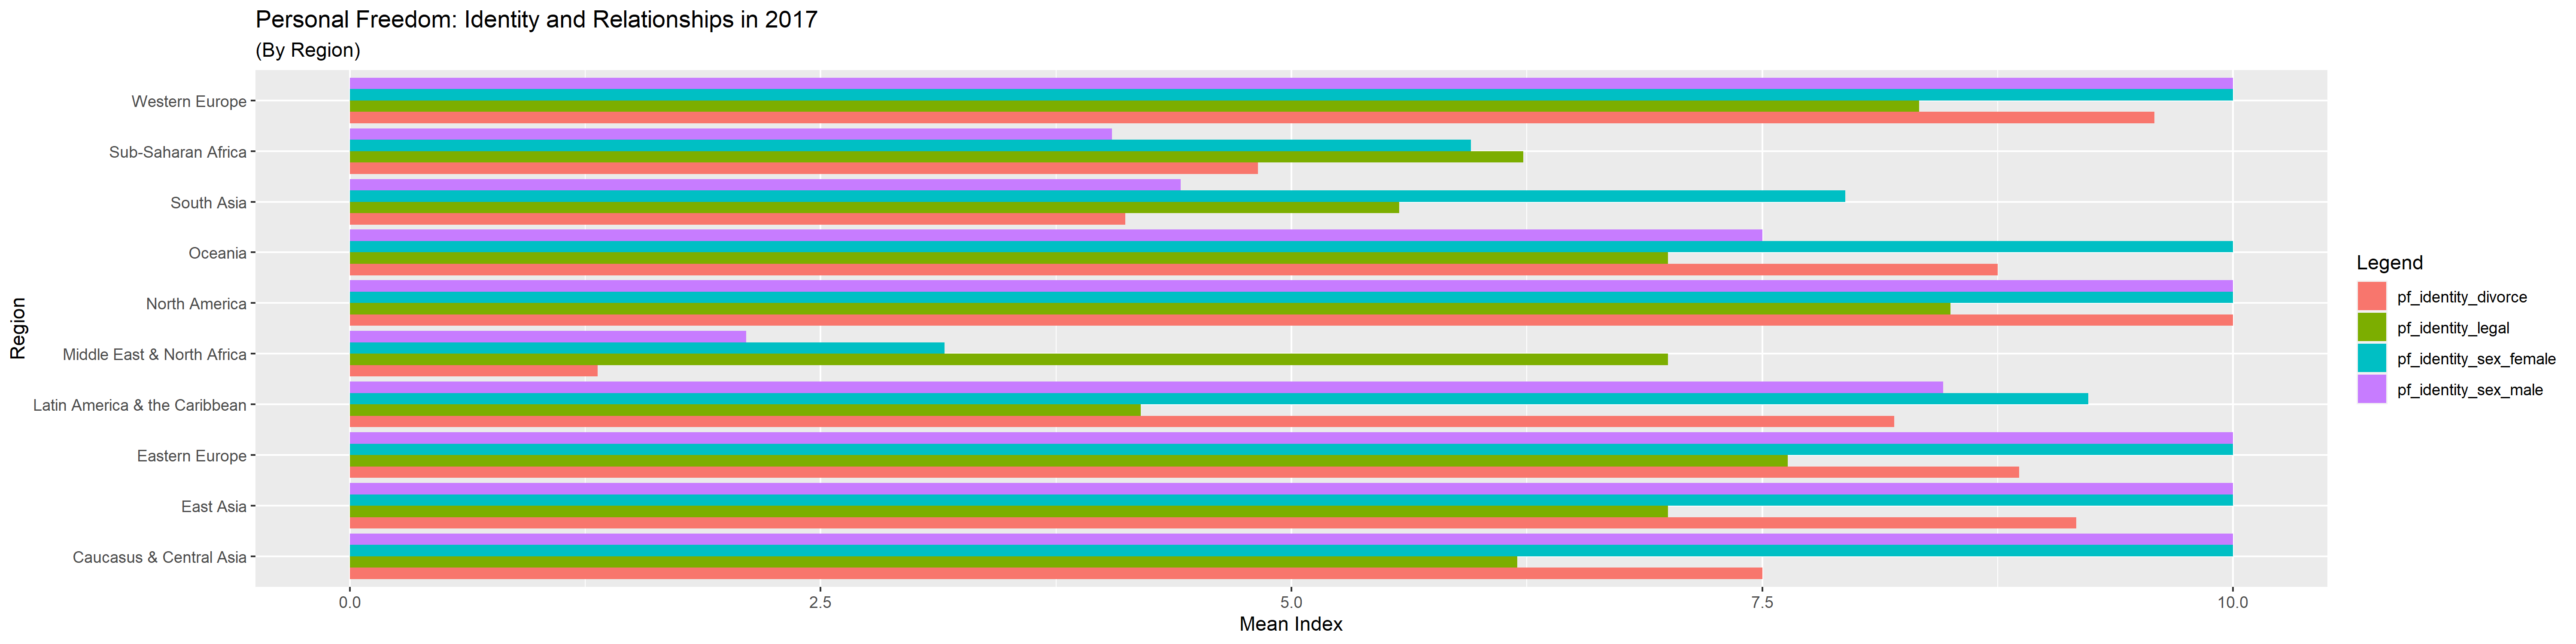 Personal Freedom: Identity and Relationships in 2017
(By Region)
Region
Western Europe
Sub-Saharan Africa
South Asia
Oceania
North America
Middle East & North Africa
Latin America & the Caribbean
Eastern Europe
East Asia
Caucasus & Central Asia
0.0 2.5 5.0 7.5 10.0
Mean Index
Legend
pf_identity_divorce
pf_identity_legal
pf_identity_sex_female
pf_identity_sex_male